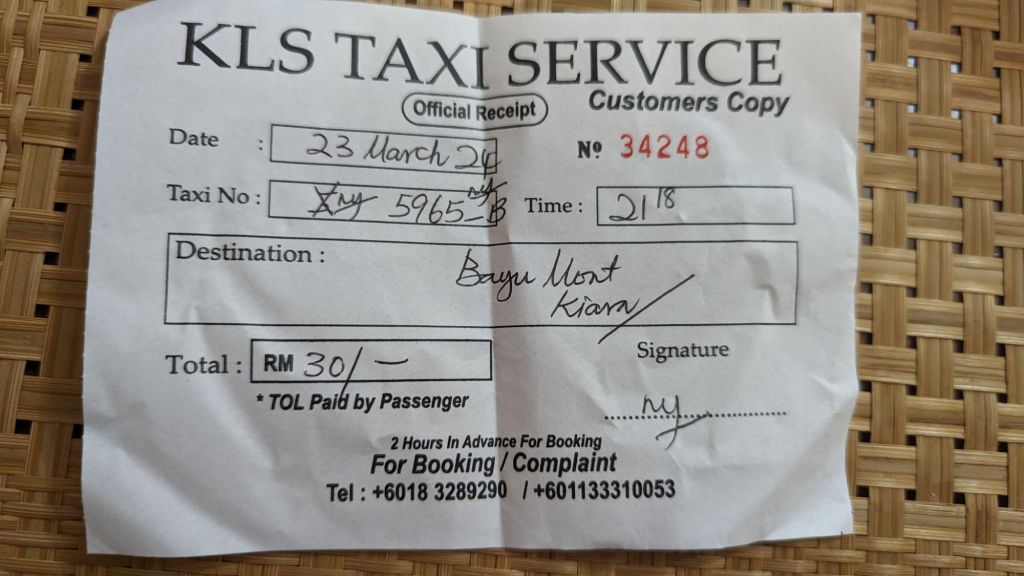 KLS TAXI SERVICE
Official Receipt
Customers Copy
Date : 23 March 24
Nº 34248
Taxi No : 5965 B
Time : 21 18
Destination : Bayu Mont
Kiara
Total : RM 30/—
Signature
* TOL Paid by Passenger
ny
2 Hours In Advance For Booking
For Booking / Complaint
Tel : +6018 3289290 / +601133310053